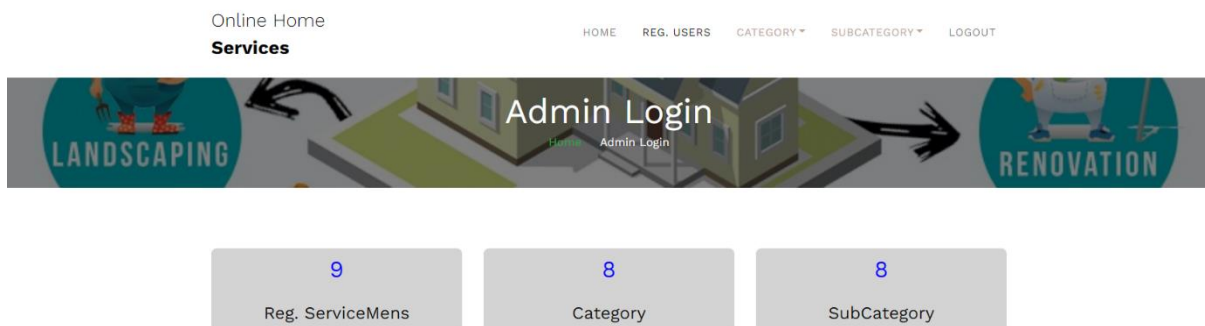 Online Home
Services
HOME REG. USERS CATEGORY SUBCATEGORY LOGOUT
LANDSCAPING
Admin Login
Home Admin Login
RENOVATION
9
Reg. ServiceMens
8
Category
8
SubCategory